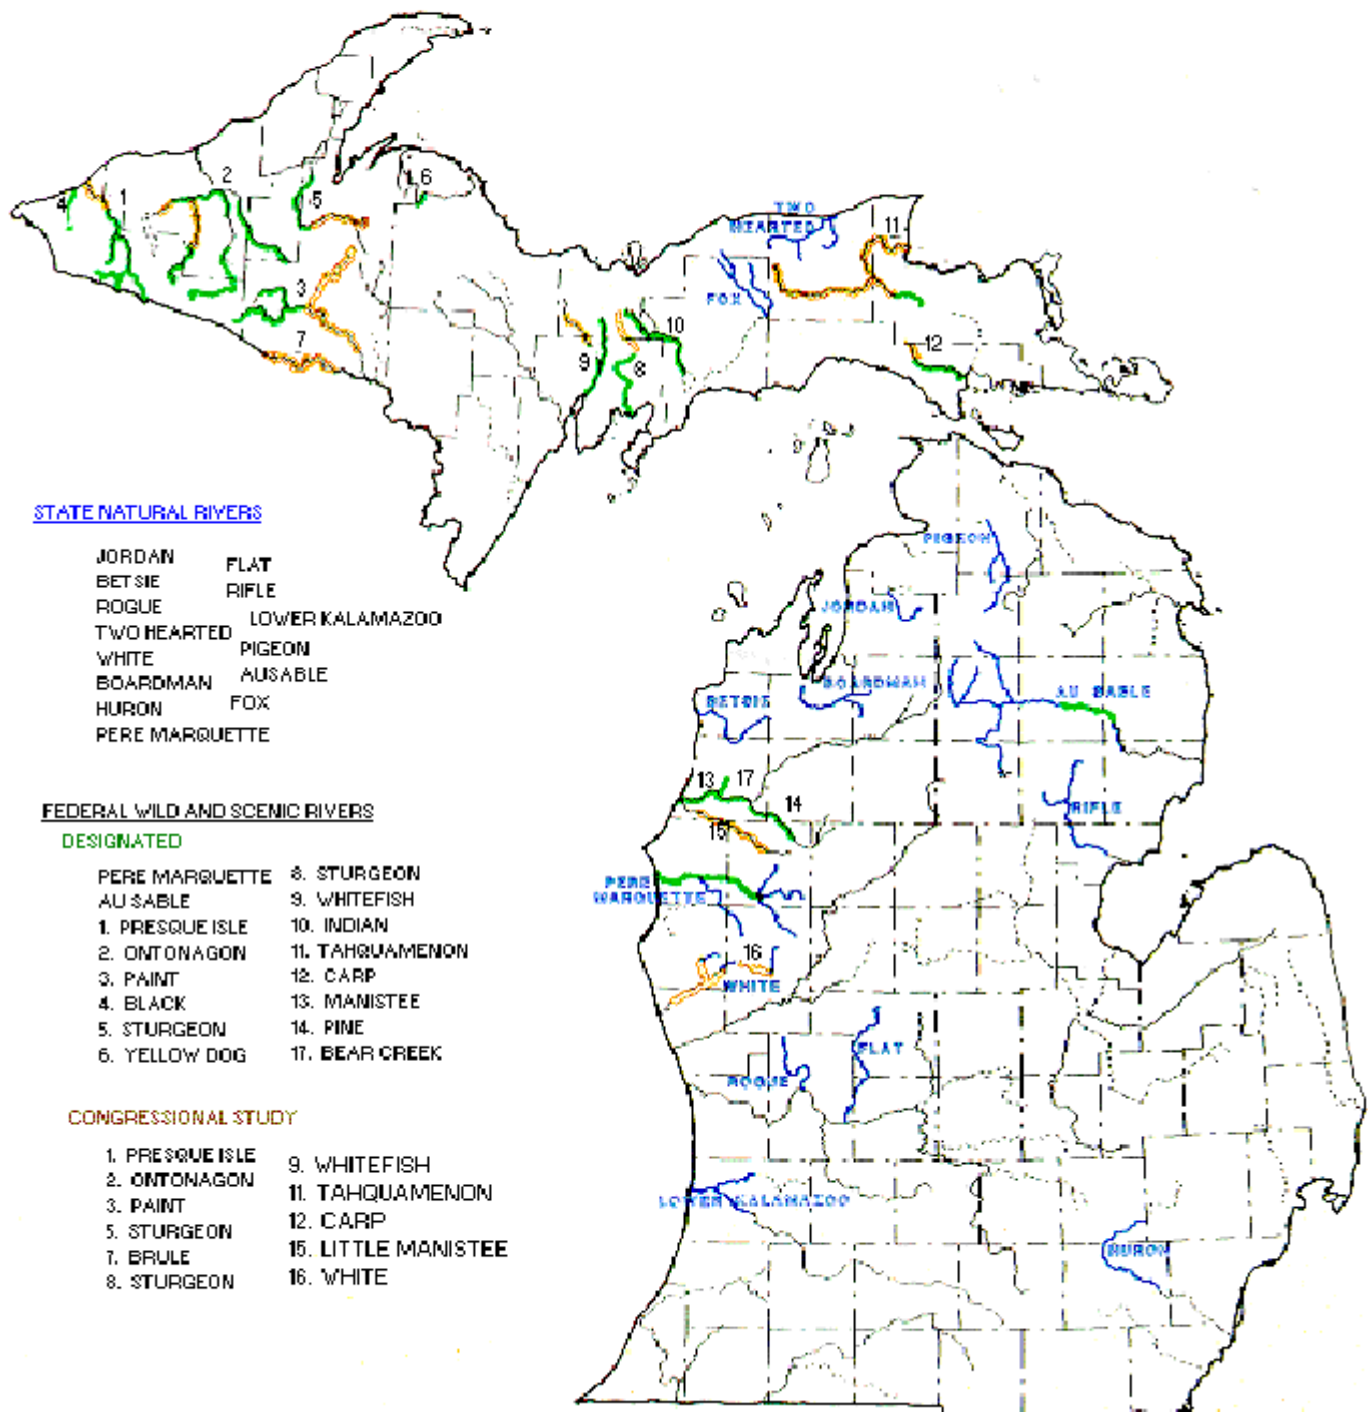 2
1
4
5
6
3
7
TWO
HEARTED
11
FOX
10
9
8
12
STATE NATURAL RIVERS
JORDAN
BETSIE
ROGUE
TWO HEARTED
WHITE
BOARDMAN
HURON
PERE MARQUETTE
FLAT
RIFLE
LOWER KALAMAZOO
PIGEON
AUSABLE
FOX
FEDERAL WILD AND SCENIC RIVERS
DESIGNATED
PERE MARQUETTE
AU SABLE
1. PRESQUE ISLE
2. ONTONAGON
3. PAINT
4. BLACK
5. STURGEON
6. YELLOW DOG
8. STURGEON
9. WHITEFISH
10. INDIAN
11. TAHQUAMENON
12. CARP
13. MANISTEE
14. PINE
17. BEAR CREEK
CONGRESSIONAL STUDY
1. PRESQUE ISLE
2. ONTONAGON
3. PAINT
5. STURGEON
7. BRULE
8. STURGEON
9. WHITEFISH
11. TAHQUAMENON
12. CARP
15. LITTLE MANISTEE
16. WHITE
PIGEON
JORDAN
BOARDMAN
BETSIE
AU SABLE
13
17
14
15
RIFLE
PERE
MARQUETTE
16
WHITE
FLAT
ROGUE
LOWER KALAMAZOO
HURON